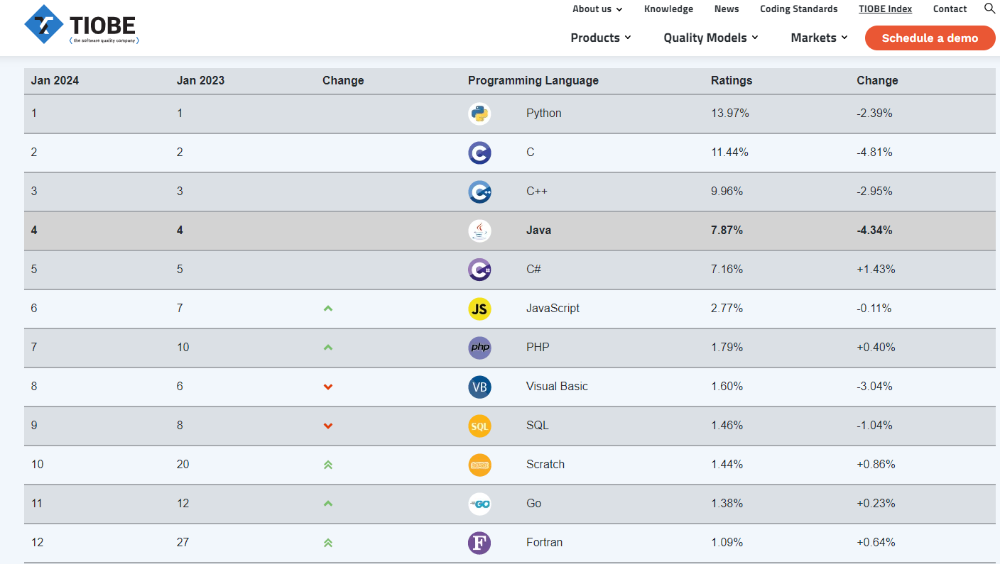 TIOBE
(the software quality company)
About us Knowledge News Coding Standards TIOBE Index Contact
Products Quality Models Markets Schedule a demo
Jan 2024 Jan 2023 Change Programming Language Ratings Change
1 1 Python 13.97% -2.39%
2 2 C 11.44% -4.81%
3 3 C++ 9.96% -2.95%
4 4 Java 7.87% -4.34%
5 5 C# 7.16% +1.43%
6 7 JS JavaScript 2.77% -0.11%
7 10 php PHP 1.79% +0.40%
8 6 VB Visual Basic 1.60% -3.04%
9 8 SQL SQL 1.46% -1.04%
10 20 Scratch 1.44% +0.86%
11 12 GO Go 1.38% +0.23%
12 27 F Fortran 1.09% +0.64%